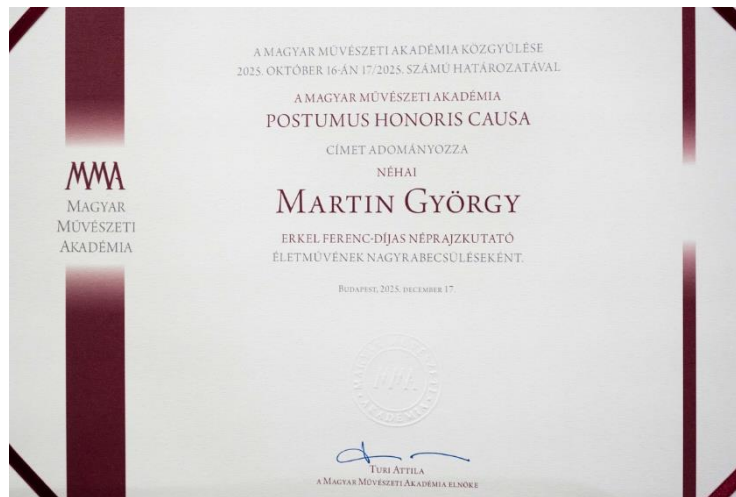 A MAGYAR MŰVÉSZETI AKADÉMIA KÖZGYŰLÉSE
2025. OKTÓBER 16-ÁN 17/2025. SZÁMÚ HATÁROZATÁVAL
A MAGYAR MŰVÉSZETI AKADÉMIA
POSTUMUS HONORIS CAUSA
CÍMET ADOMÁNYOZZA
NÉHAI
MARTIN GYÖRGY
ERKEL FERENC-DÍJAS NÉPRAJZKUTATÓ
ÉLETMŰVÉNEK NAGYRABECSÜLÉSEKÉNT.
BUDAPEST, 2025. DECEMBER 17.
MMA
MAGYAR
MŰVÉSZETI
AKADÉMIA
MMA
TURI ATTILA
A MAGYAR MŰVÉSZETI AKADÉMIA ELNÖKE